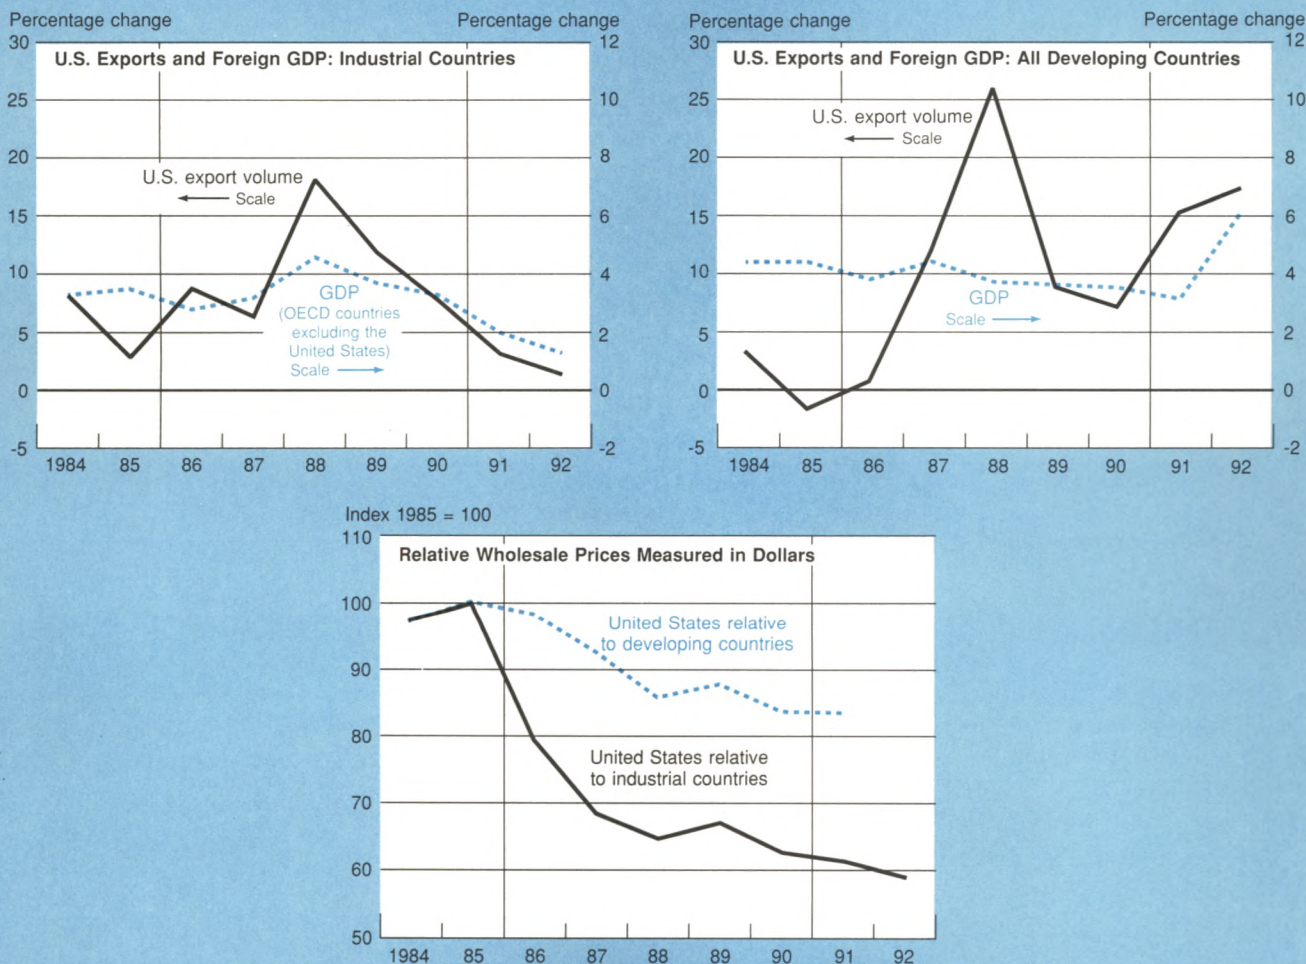 Percentage change
Percentage change
30
12
U.S. Exports and Foreign GDP: Industrial Countries
25
10
20
8
U.S. export volume
Scale
15
6
10
4
GDP
(OECD countries
excluding the
United States)
Scale
5
2
0
0
-5
-2
1984 85 86 87 88 89 90 91 92
Percentage change
Percentage change
30
12
U.S. Exports and Foreign GDP: All Developing Countries
25
10
U.S. export volume
Scale
20
8
15
6
10
4
GDP
Scale
5
2
0
0
-5
-2
1984 85 86 87 88 89 90 91 92
Index 1985 = 100
110
Relative Wholesale Prices Measured in Dollars
100
United States relative
to developing countries
90
80
United States relative
to industrial countries
70
60
50
1984 85 86 87 88 89 90 91 92